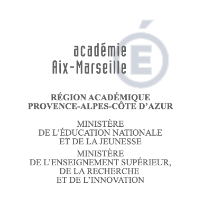 académie
Aix-Marseille
É
RÉGION ACADÉMIQUE
PROVENCE-ALPES-CÔTE D'AZUR
MINISTÈRE
DE L'ÉDUCATION NATIONALE
ET DE LA JEUNESSE
MINISTÈRE
DE L'ENSEIGNEMENT SUPÉRIEUR,
DE LA RECHERCHE
ET DE L'INNOVATION